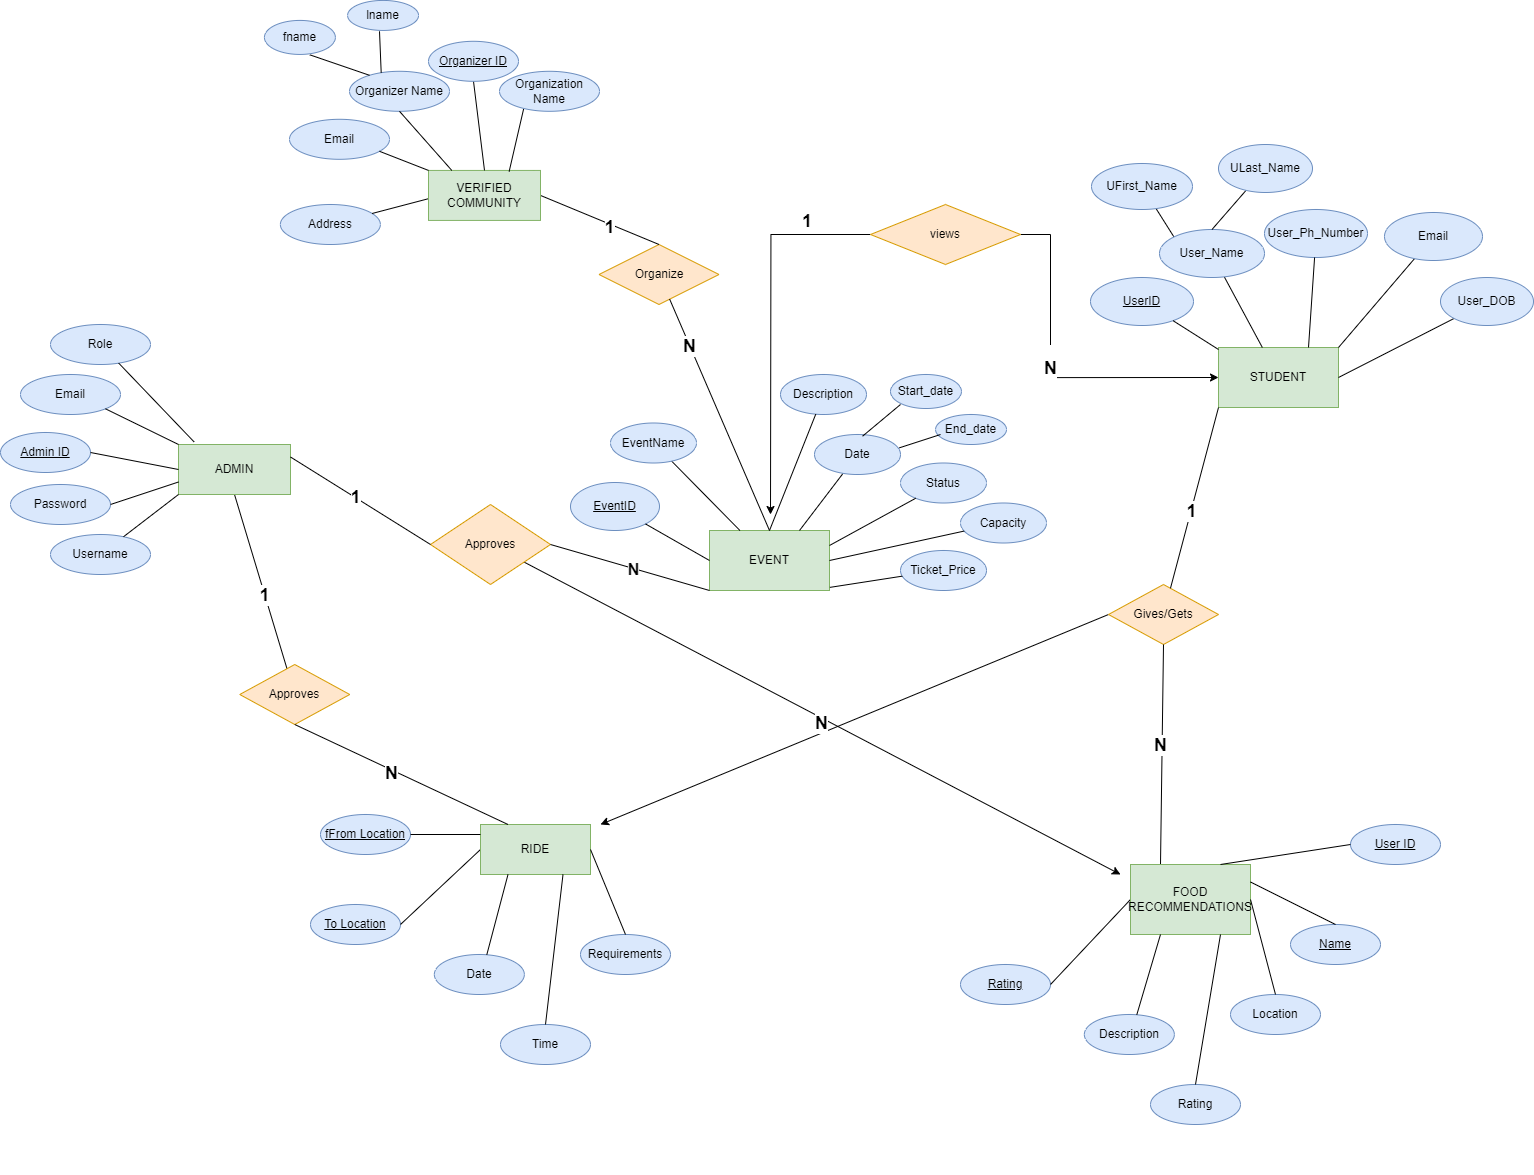 lname
fname
Organizer ID
Organizer Name
Organization
Name
Email
VERIFIED
COMMUNITY
Address
1
Organize
N
1
views
N
UFirst_Name
ULast_Name
User_Name
User_Ph_Number
Email
UserID
User_DOB
STUDENT
Role
Email
Admin ID
ADMIN
Password
Username
1
1
Approves
N
Approves
N
N
EventName
Description
Start_date
End_date
Date
EventID
Status
Capacity
EVENT
Ticket_Price
1
Gives/Gets
N
fFrom Location
RIDE
To Location
Date
Requirements
Time
User ID
FOOD
RECOMMENDATIONS
Name
Rating
Location
Description
Rating